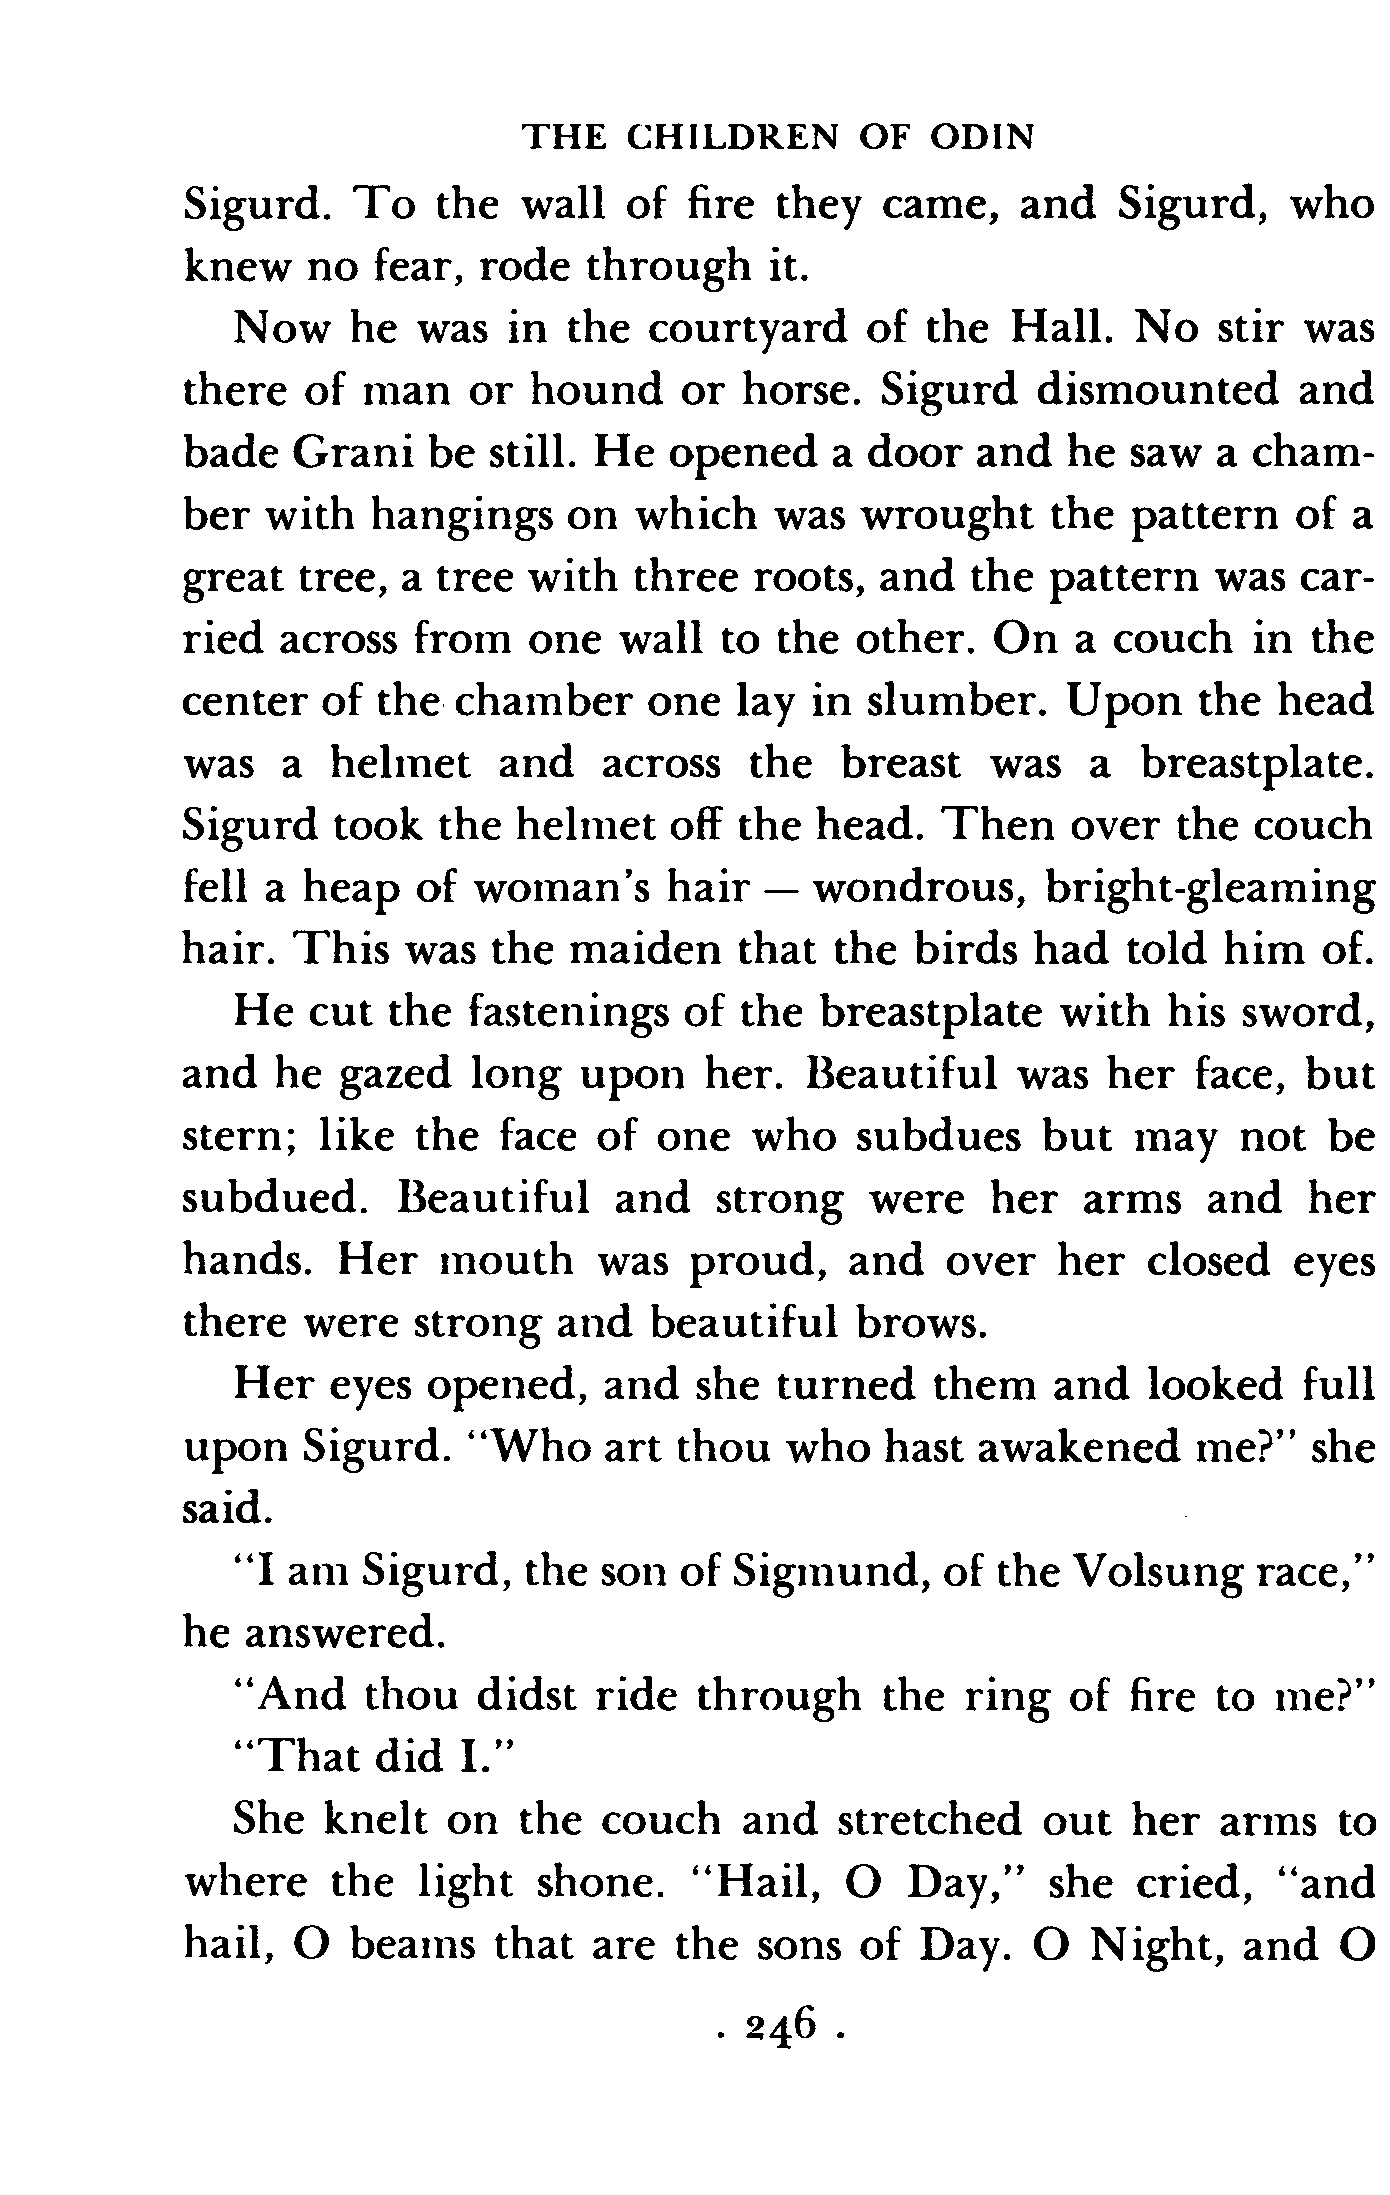 THE CHILDREN OF ODIN
Sigurd. To the wall of fire they came, and Sigurd, who
knew no fear, rode through it.
Now he was in the courtyard of the Hall. No stir was
there of man or hound or horse. Sigurd dismounted and
bade Grani be still. He opened a door and he saw a cham-
ber with hangings on which was wrought the pattern of a
great tree, a tree with three roots, and the pattern was car-
ried across from one wall to the other. On a couch in the
center of the chamber one lay in slumber. Upon the head
was a helmet and across the breast was a breastplate.
Sigurd took the helmet off the head. Then over the couch
fell a heap of woman's hair — wondrous, bright-gleaming
hair. This was the maiden that the birds had told him of.
He cut the fastenings of the breastplate with his sword,
and he gazed long upon her. Beautiful was her face, but
stern; like the face of one who subdues but may not be
subdued. Beautiful and strong were her arms and her
hands. Her mouth was proud, and over her closed eyes
there were strong and beautiful brows.
Her eyes opened, and she turned them and looked full
upon Sigurd. "Who art thou who hast awakened me?" she
said.
"I am Sigurd, the son of Sigmund, of the Volsung race,"
he answered.
"And thou didst ride through the ring of fire to me?"
"That did I."
She knelt on the couch and stretched out her arms to
where the light shone. "Hail, O Day," she cried, "and
hail, O beams that are the sons of Day. O Night, and O
. 246 .